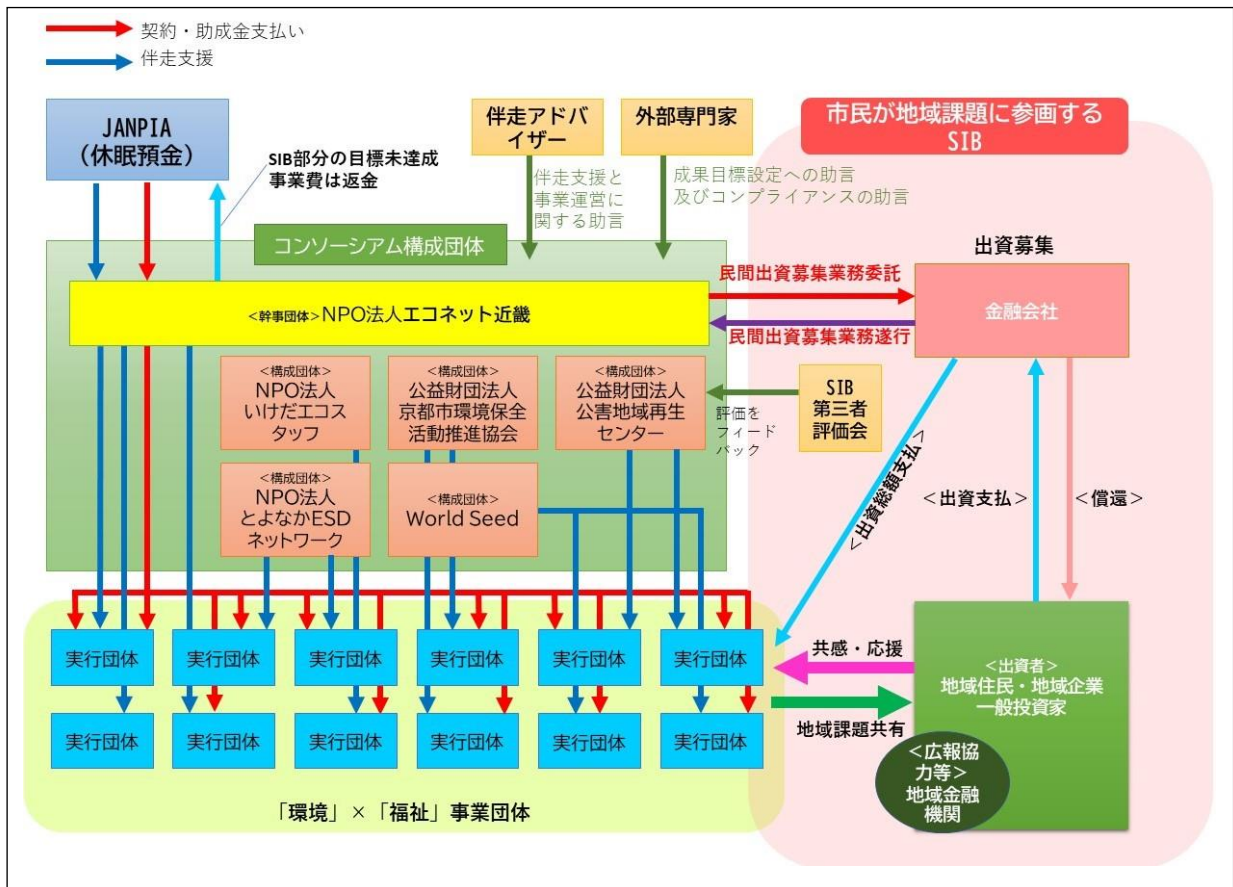 契約・助成金支払い
伴走支援
JANPIA
（休眠預金）
SIB部分の目標未達成
事業費は返金
伴走アドバ
イザー
外部専門家
伴走支援と
事業運営に
関する助言
成果目標設定への助言
及びコンプライアンスの助言
市民が地域課題に参画する
SIB
コンソーシアム構成団体
<幹事団体>NPO法人エコネット近畿
民間出資募集業務委託
民間出資募集業務遂行
出資募集
金融会社
<構成団体>
NPO法人
いけだエコス
タッフ
<構成団体>
公益財団法人
京都市環境保全
活動推進協会
<構成団体>
公益財団法人
公害地域再生
センター
評価を
フィード
バック
SIB
第三者
評価会
<構成団体>
NPO法人
とよなかESD
ネットワーク
<構成団体>
World Seed
＜出資総額支払＞
＜出資支払＞
＜償還＞
実行団体
実行団体
実行団体
実行団体
実行団体
実行団体
実行団体
実行団体
実行団体
実行団体
実行団体
実行団体
「環境」×「福祉」事業団体
共感・応援
地域課題共有
<出資者>
地域住民・地域企業
一般投資家
＜広報協
力等＞
地域金融
機関